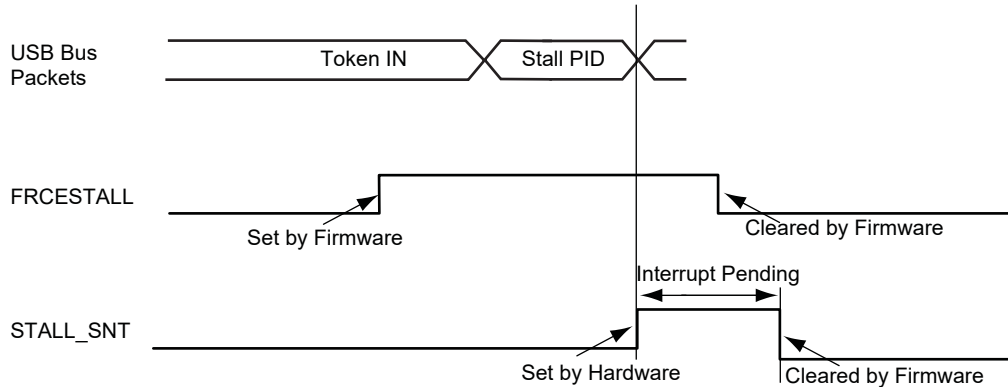 USB Bus
Packets
Token IN
Stall PID
FRCESTALL
Set by Firmware
Cleared by Firmware
Interrupt Pending
STALL_SNT
Set by Hardware
Cleared by Firmware